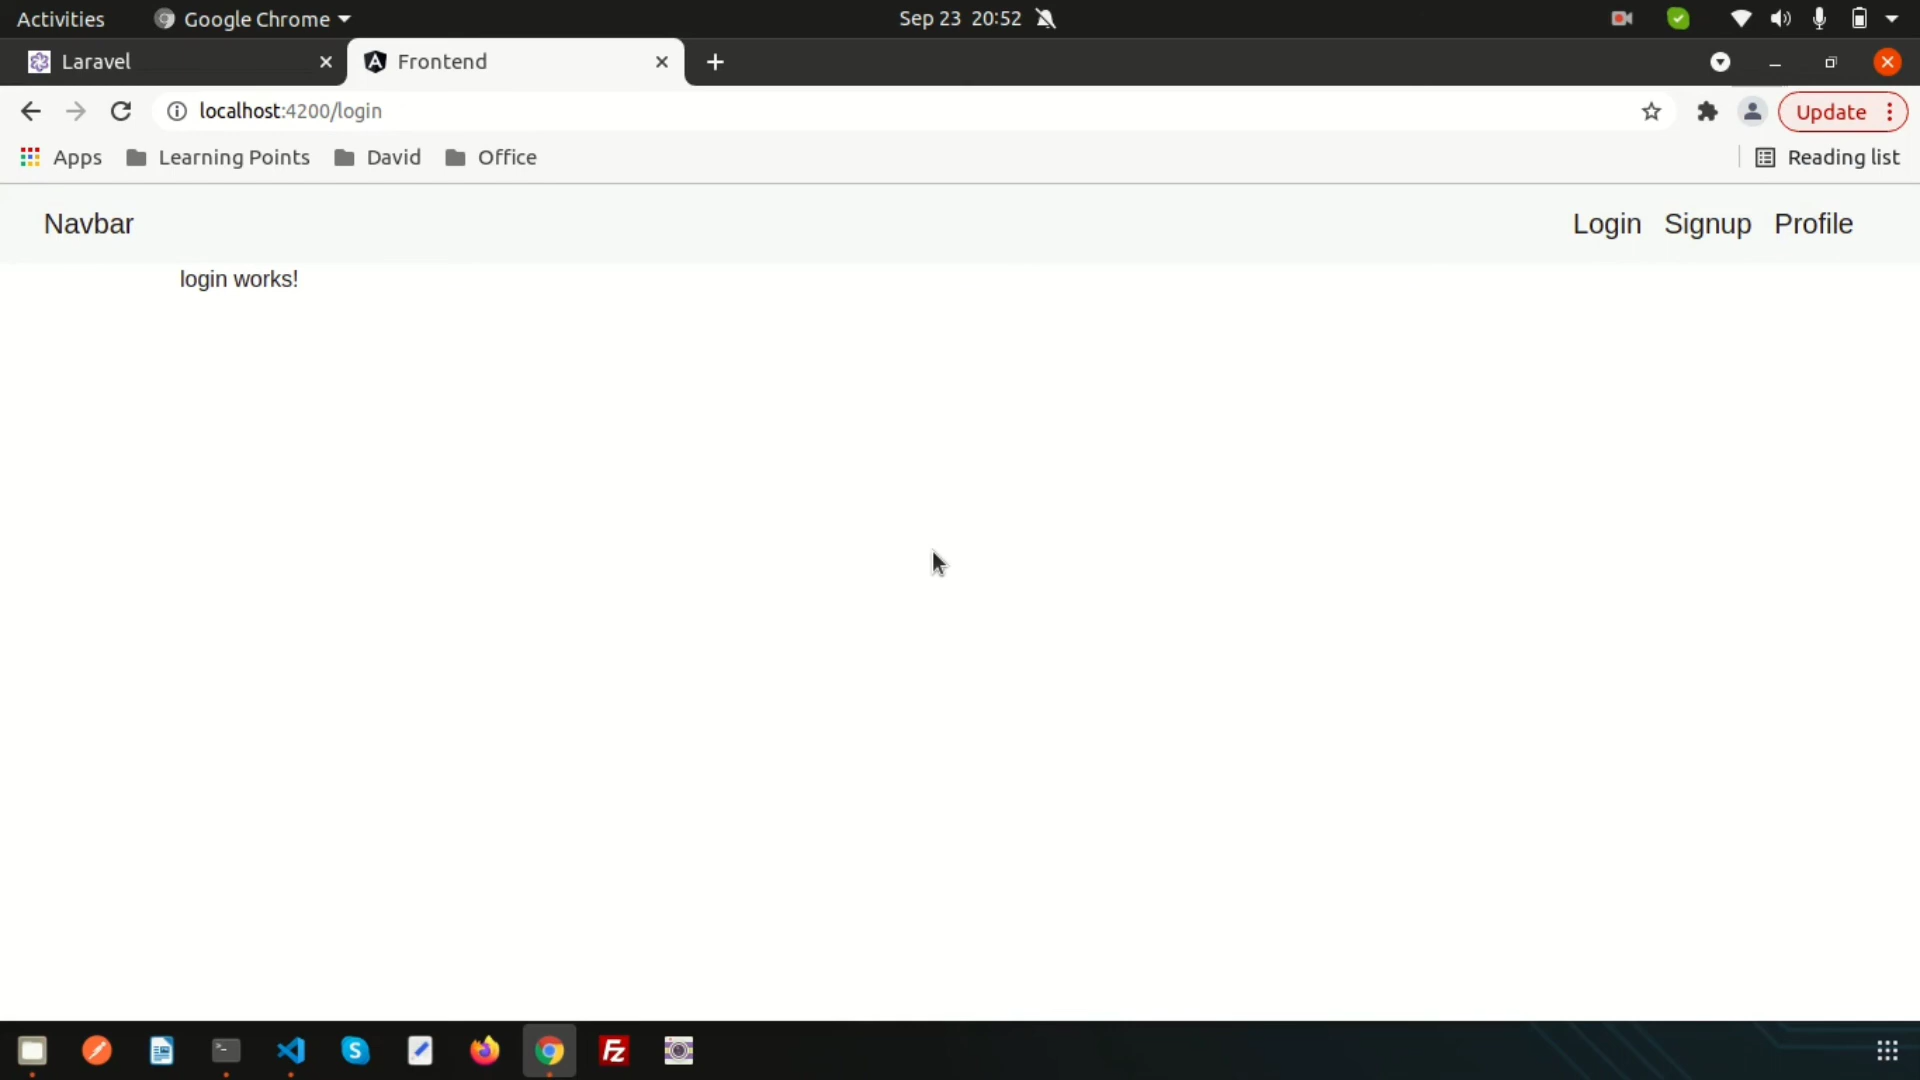 Activities Google Chrome Sep 23 20:52
Laravel Frontend
localhost:4200/login Update
Apps Learning Points David Office Reading list
Navbar Login Signup Profile
login works!